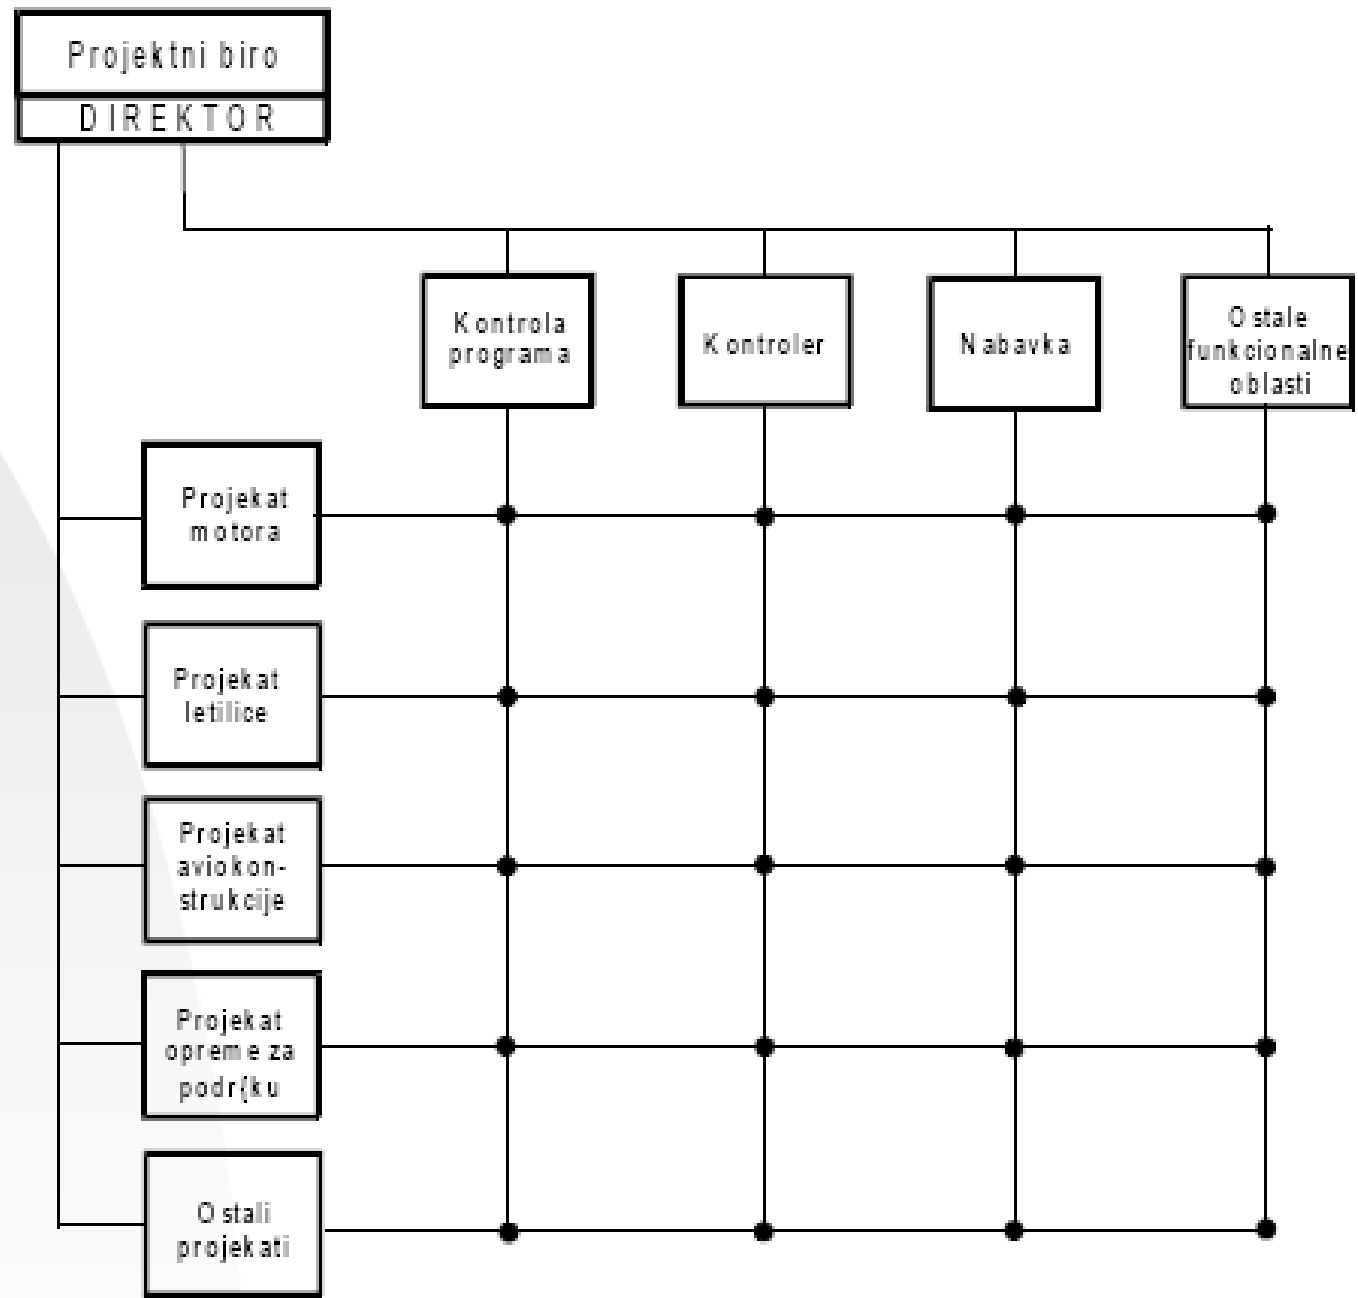 Projektni biro
DIREKTOR
Kontrola
programa
Kontroler
Nabavka
Ostale
funkcionalne
oblasti
Projekat
motora
Projekat
letilice
Projekat
aviokon-
strukcije
Projekat
opreme za
podr{ku
Ostali
projekati